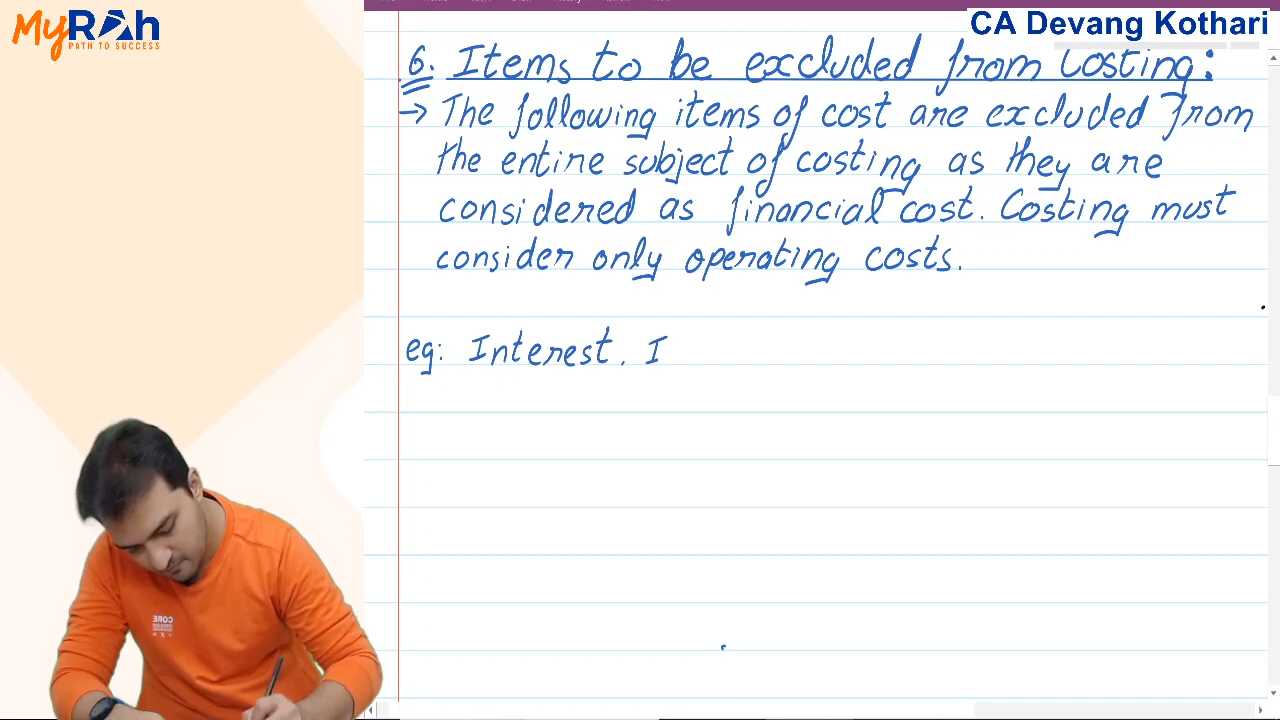 MyRah
PATH TO SUCCESS
CA Devang Kothari
6. Items to be excluded from Costing:
→ The following items of cost are excluded from
the entire subject of costing as they are
considered as financial cost. Costing must
consider only operating costs.
eg: Interest, I
CORE